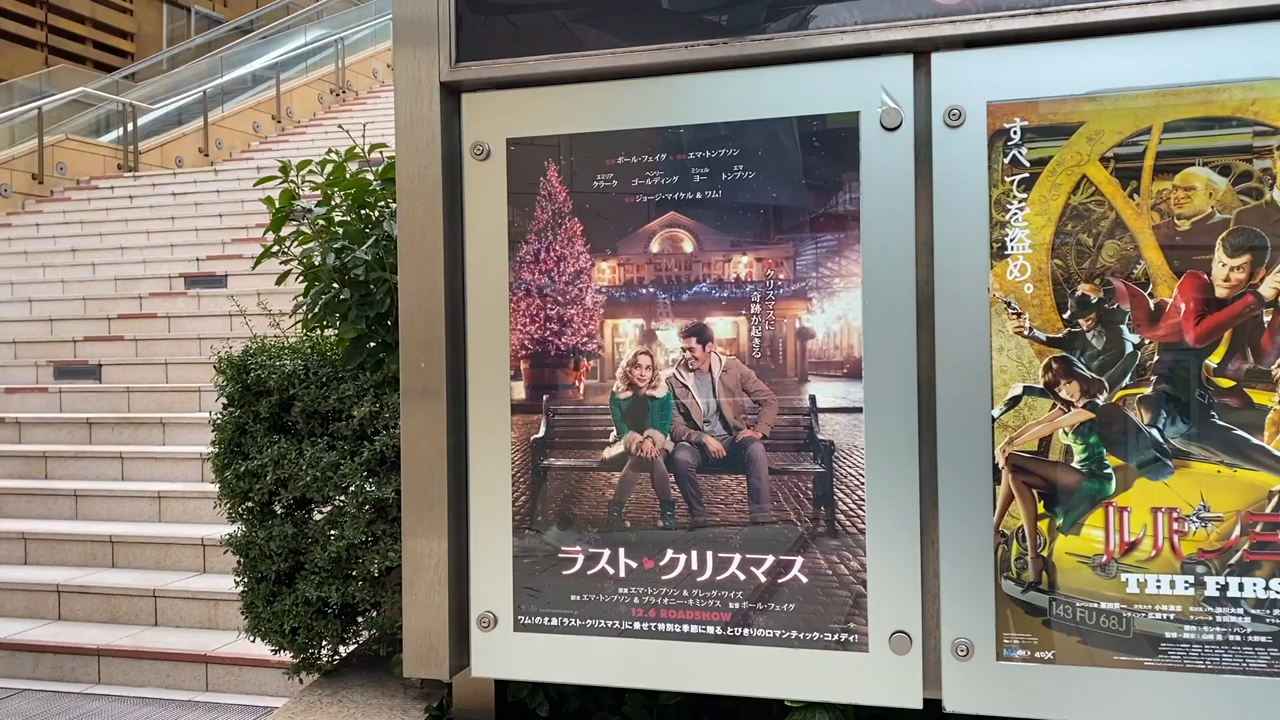 監督 ポール・フェイグ & 脚本 エマ・トンプソン
エミリア クラーク ヘンリー ゴールディング ミシェル ヨー エマ トンプソン
音楽 ジョージ・マイケル & ワム!
クリスマスに
奇跡が起きる
ラスト クリスマス
原案 エマ・トンプソン & グレッグ・ワイズ
脚本 エマ・トンプソン & ブライオニー・キミングス 監督 ポール・フェイグ
12.6 ROADSHOW
ワム!の名曲「ラスト・クリスマス」に乗せて特別な季節に贈る、とびきりのロマンティック・コメディ!
すべてを盗め。
ルパン三
THE FIRS
143 FU 68J